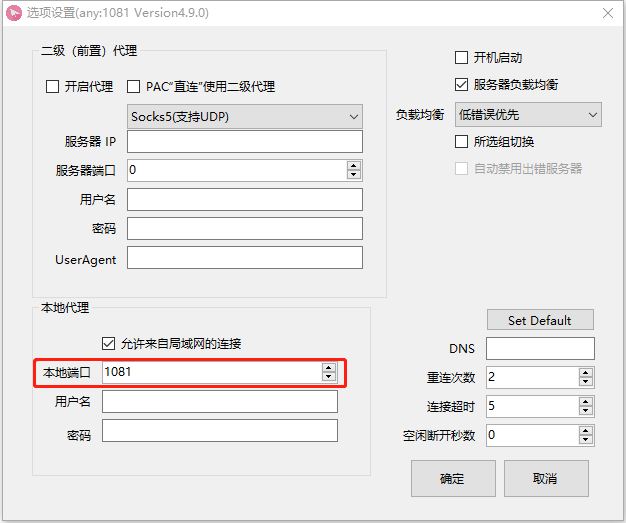 选项设置(any:1081 Version4.9.0)
二级（前置）代理
开启代理
PAC“直连”使用二级代理
Socks5(支持UDP)
服务器 IP
服务器端口
0
用户名
密码
UserAgent
开机启动
服务器负载均衡
负载均衡
低错误优先
所选组切换
自动禁用出错服务器
本地代理
允许来自局域网的连接
本地端口
1081
用户名
密码
Set Default
DNS
重连次数
2
连接超时
5
空闲断开秒数
0
确定
取消